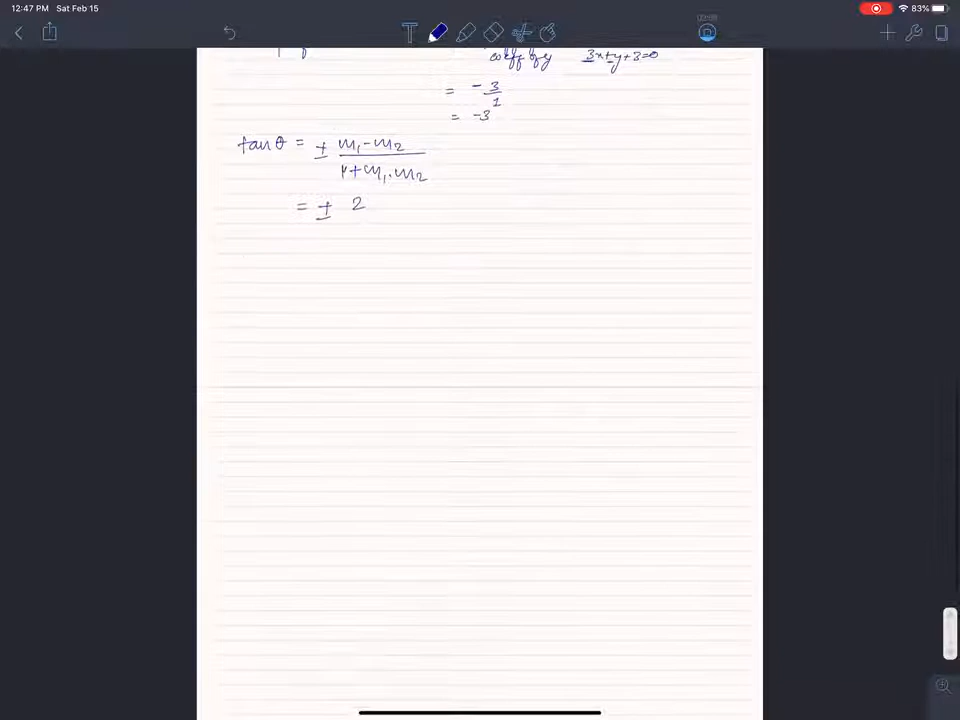 12:47 PM Sat Feb 15
83%
coeff of y 3x+y+3=0
= -3/1
= -3
tanθ = ± m₁-m₂ / 1+m₁.m₂
= ± 2